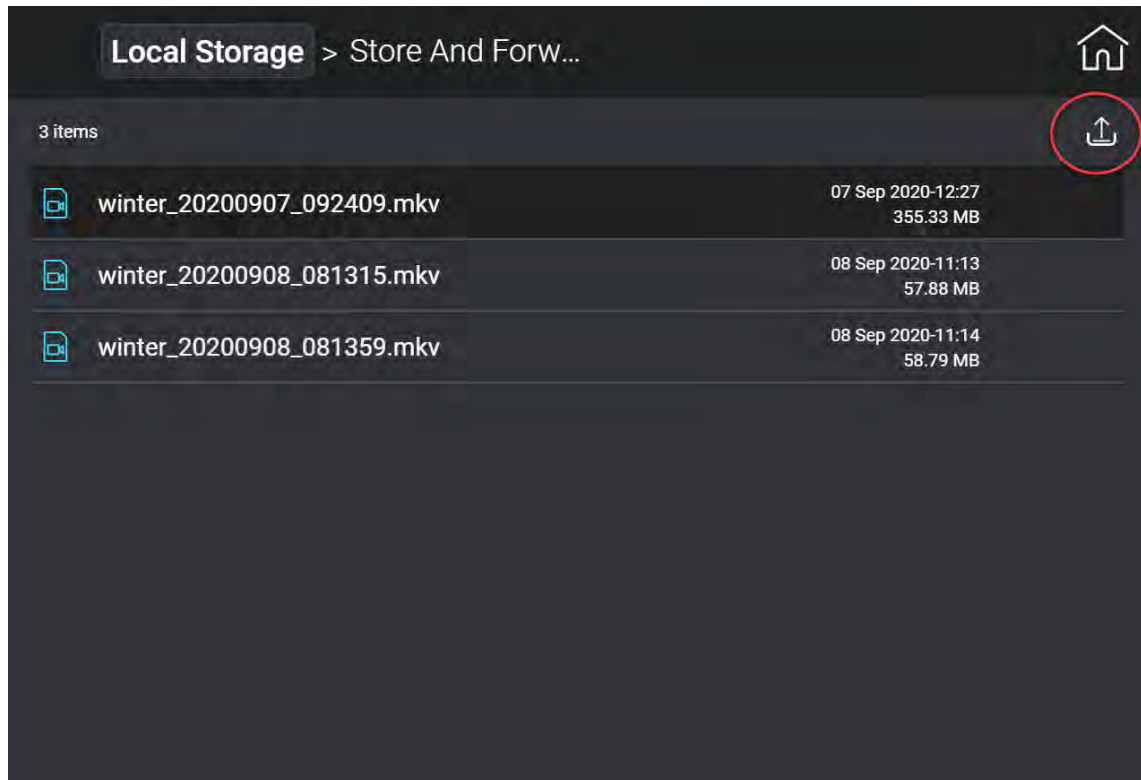 Local Storage > Store And Forw...
3 items
winter_20200907_092409.mkv
07 Sep 2020-12:27
355.33 MB
winter_20200908_081315.mkv
08 Sep 2020-11:13
57.88 MB
winter_20200908_081359.mkv
08 Sep 2020-11:14
58.79 MB